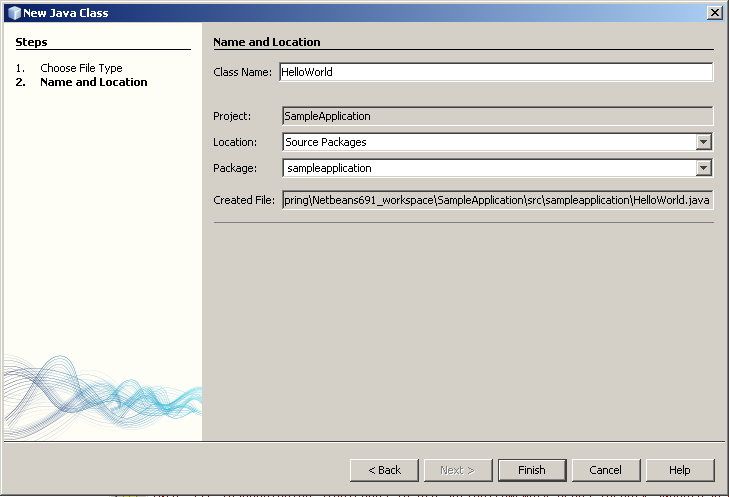 New Java Class
Steps
1. Choose File Type
2. Name and Location
Name and Location
Class Name: HelloWorld
Project: SampleApplication
Location: Source Packages
Package: sampleapplication
Created File: pring\Netbeans691_workspace\SampleApplication\src\sampleapplication\HelloWorld.java
< Back Next > Finish Cancel Help